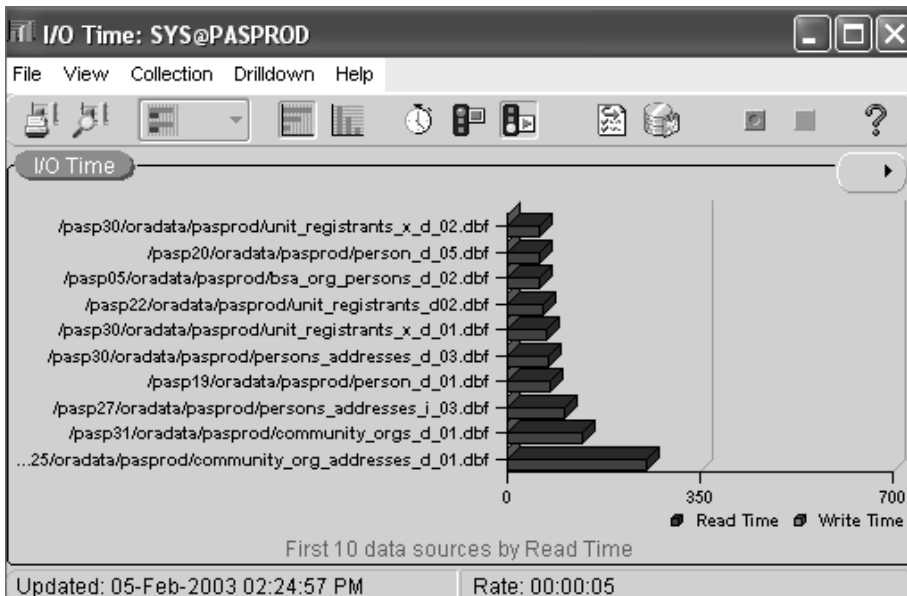 I/O Time: SYS@PASPROD
File View Collection Drilldown Help
I/O Time
/pasp30/oradata/pasprod/unit_registrants_x_d_02.dbf
/pasp20/oradata/pasprod/person_d_05.dbf
/pasp05/oradata/pasprod/bsa_org_persons_d_02.dbf
/pasp22/oradata/pasprod/unit_registrants_d02.dbf
/pasp30/oradata/pasprod/unit_registrants_x_d_01.dbf
/pasp30/oradata/pasprod/persons_addresses_d_03.dbf
/pasp19/oradata/pasprod/person_d_01.dbf
/pasp27/oradata/pasprod/persons_addresses_i_03.dbf
/pasp31/oradata/pasprod/community_orgs_d_01.dbf
...25/oradata/pasprod/community_org_addresses_d_01.dbf
0 350 700
Read Time Write Time
First 10 data sources by Read Time
Updated: 05-Feb-2003 02:24:57 PM Rate: 00:00:05